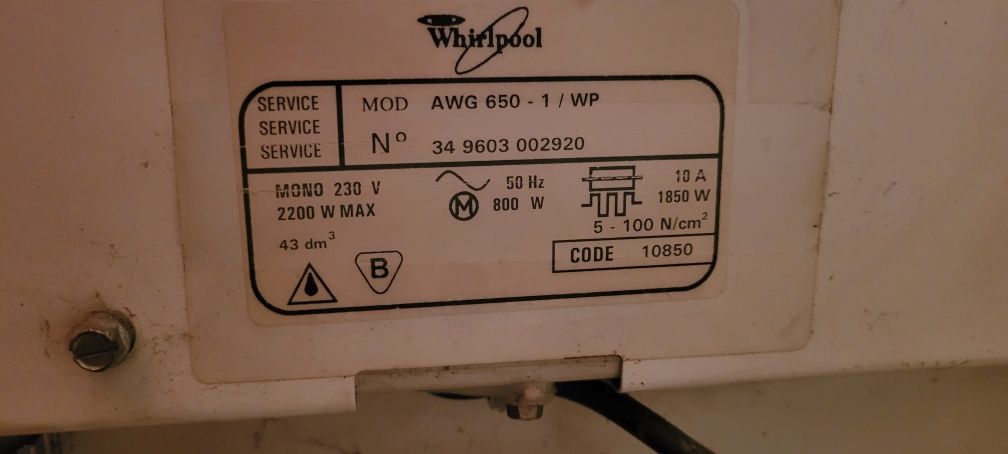 Whirlpool
SERVICE
SERVICE
SERVICE
MOD AWG 650 - 1 / WP
N° 34 9603 002920
MONO 230 V
2200 W MAX
50 Hz
M 800 W
10 A
1850 W
5 - 100 N/cm²
43 dm³
B
CODE 10850